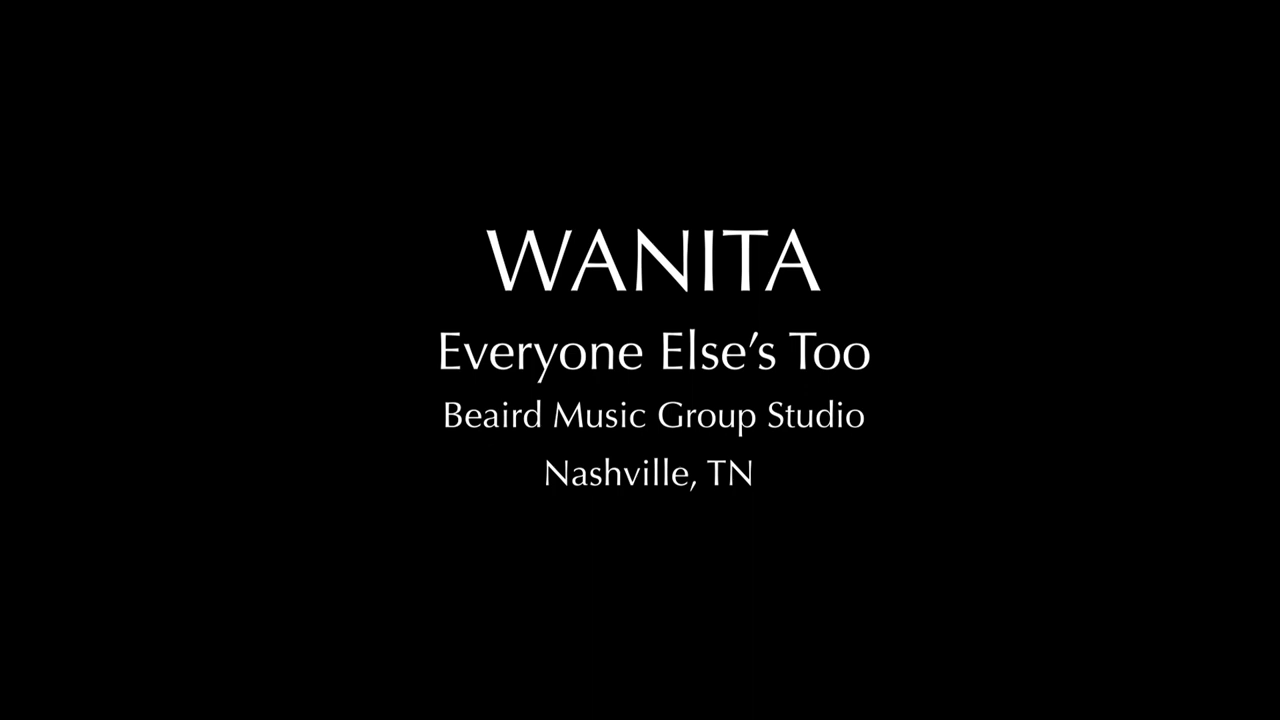 WANITA
Everyone Else’s Too
Beaird Music Group Studio
Nashville, TN